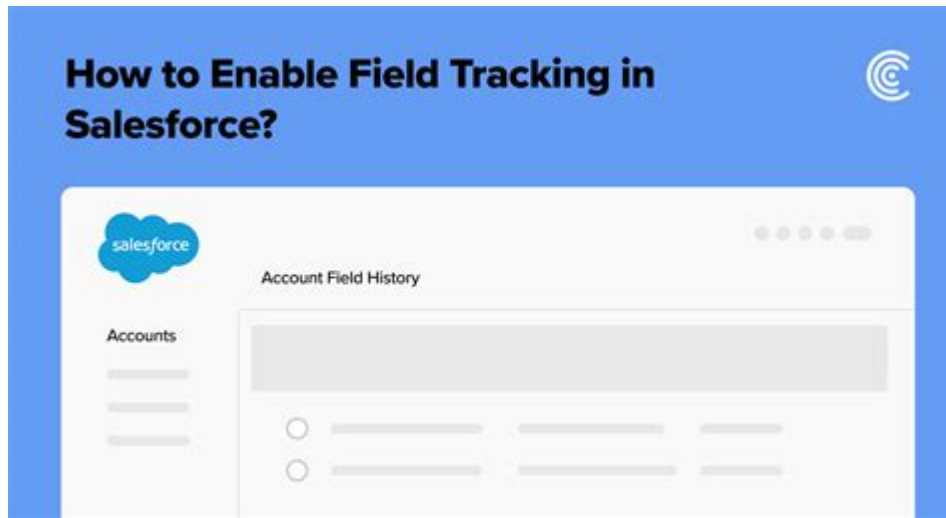 How to Enable Field Tracking in
Salesforce?
salesforce
Account Field History
Accounts